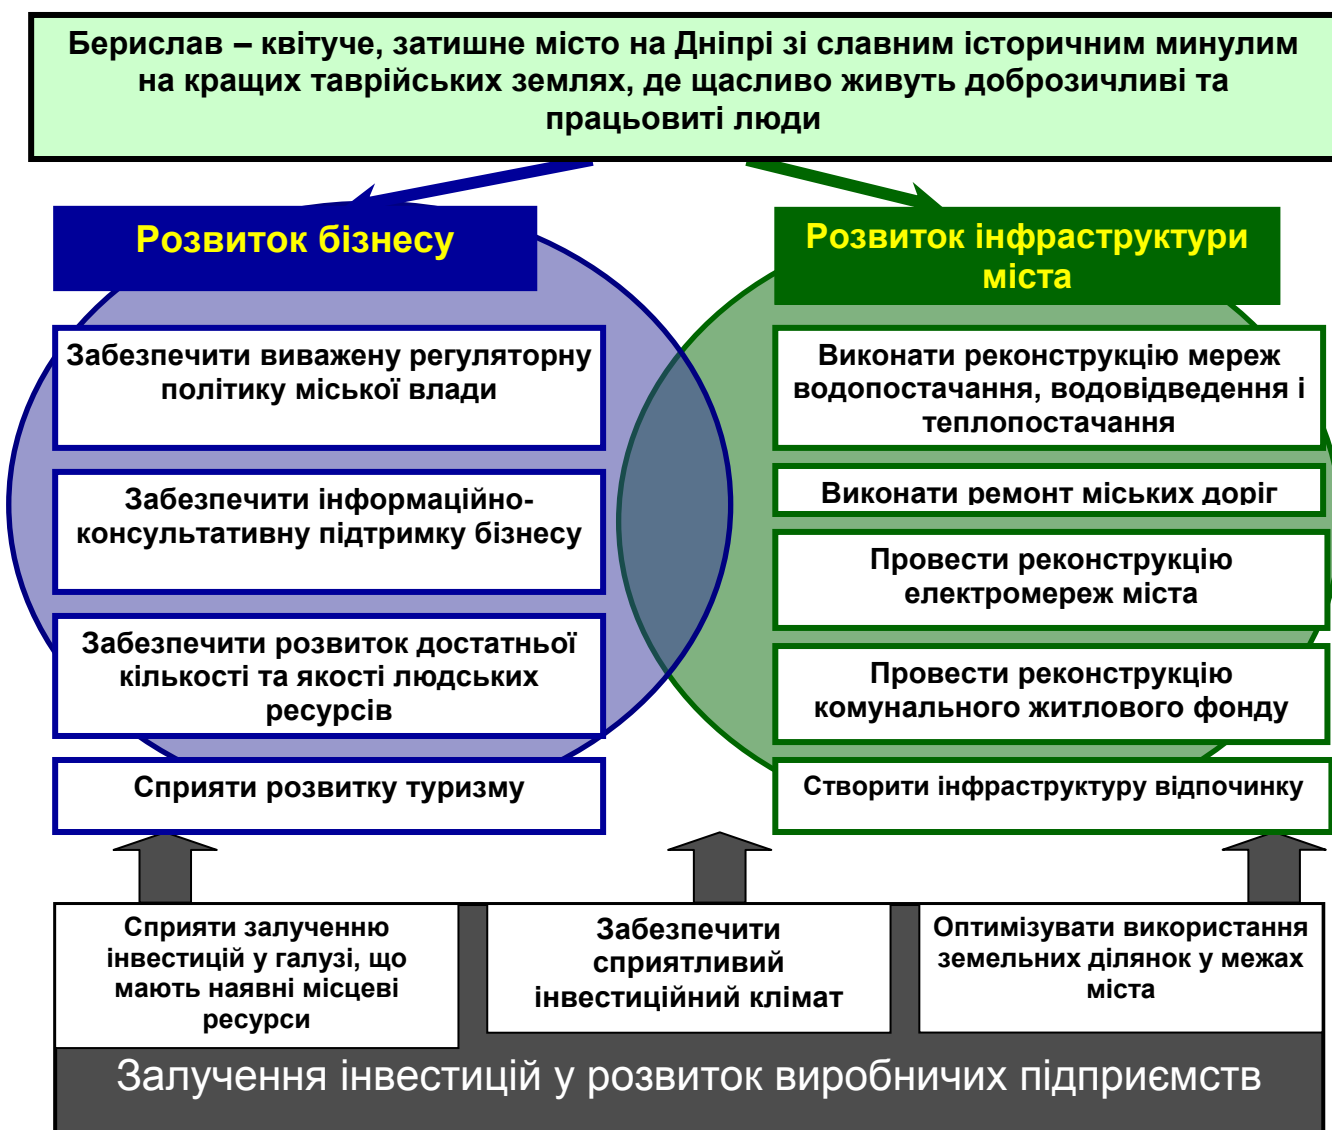 Берислав – квітуче, затишне місто на Дніпрі зі славним історичним минулим
на кращих таврійських землях, де щасливо живуть доброзичливі та
працьовиті люди
Розвиток бізнесу
Забезпечити виважену регуляторну
політику міської влади
Забезпечити інформаційно-
консультативну підтримку бізнесу
Забезпечити розвиток достатньої
кількості та якості людських
ресурсів
Сприяти розвитку туризму
Розвиток інфраструктури
міста
Виконати реконструкцію мереж
водопостачання, водовідведення і
теплопостачання
Виконати ремонт міських доріг
Провести реконструкцію
електромереж міста
Провести реконструкцію
комунального житлового фонду
Створити інфраструктуру відпочинку
Сприяти залученню
інвестицій у галузі, що
мають наявні місцеві
ресурси
Забезпечити
сприятливий
інвестиційний клімат
Оптимізувати використання
земельних ділянок у межах
міста
Залучення інвестицій у розвиток виробничих підприємств